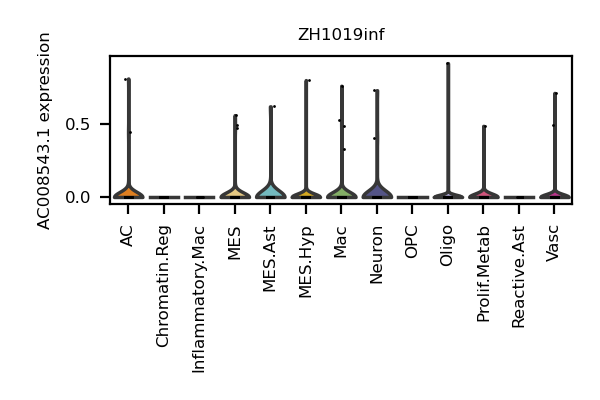 ZH1019inf
AC008543.1 expression
0.5
0.0
AC
Chromatin.Reg
Inflammatory.Mac
MES
MES.Ast
MES.Hyp
Mac
Neuron
OPC
Oligo
Prolif.Metab
Reactive.Ast
Vasc